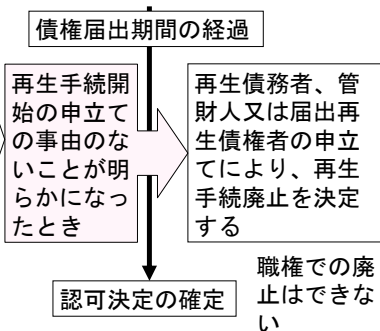 債権届出期間の経過
再生手続開
始の申立て
の事由のな
いことが明
らかになっ
たとき
再生債務者、管
財人又は届出再
生債権者の申立
てにより、再生
手続廃止を決定
する
認可決定の確定
職権での廃
止はできな
い